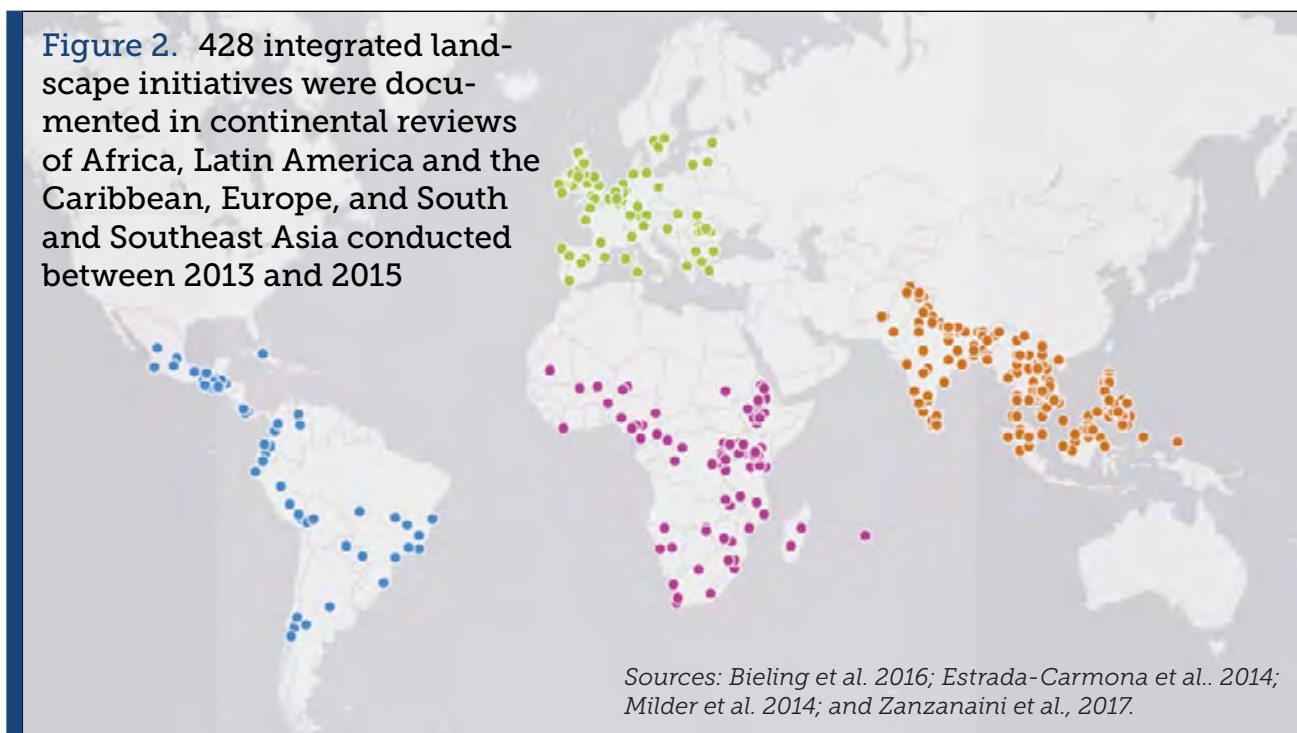 Figure 2. 428 integrated land-
scape initiatives were docu-
mented in continental reviews
of Africa, Latin America and the
Caribbean, Europe, and South
and Southeast Asia conducted
between 2013 and 2015
Sources: Bieling et al. 2016; Estrada-Carmona et al.. 2014;
Milder et al. 2014; and Zanzanaini et al., 2017.